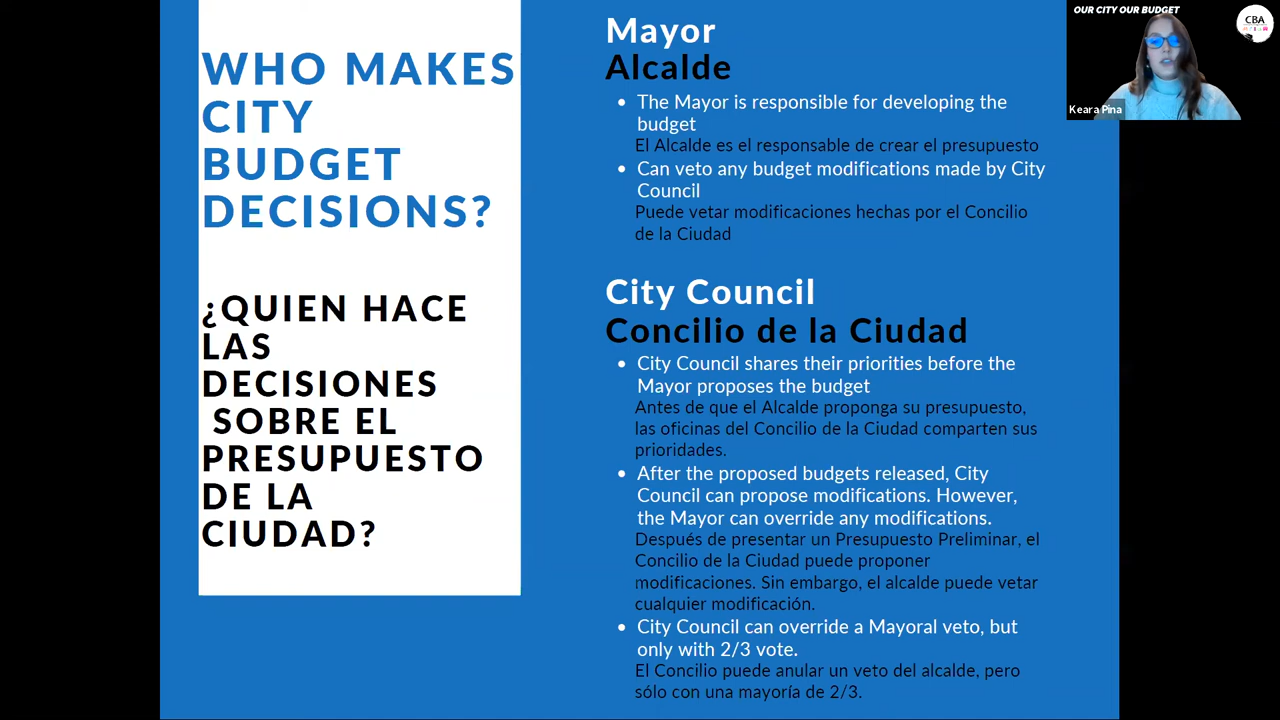 WHO MAKES
CITY
BUDGET
DECISIONS?
¿QUIEN HACE
LAS
DECISIONES
SOBRE EL
PRESUPUESTO
DE LA
CIUDAD?
Mayor
Alcalde
• The Mayor is responsible for developing the
budget
El Alcalde es el responsable de crear el presupuesto
• Can veto any budget modifications made by City
Council
Puede vetar modificaciones hechas por el Concilio
de la Ciudad
City Council
Concilio de la Ciudad
• City Council shares their priorities before the
Mayor proposes the budget
Antes de que el Alcalde proponga su presupuesto,
las oficinas del Concilio de la Ciudad comparten sus
prioridades.
• After the proposed budgets released, City
Council can propose modifications. However,
the Mayor can override any modifications.
Después de presentar un Presupuesto Preliminar, el
Concilio de la Ciudad puede proponer
modificaciones. Sin embargo, el alcalde puede vetar
cualquier modificación.
• City Council can override a Mayoral veto, but
only with 2/3 vote.
El Concilio puede anular un veto del alcalde, pero
sólo con una mayoría de 2/3.
OUR CITY OUR BUDGET
CBA
Keara Pina